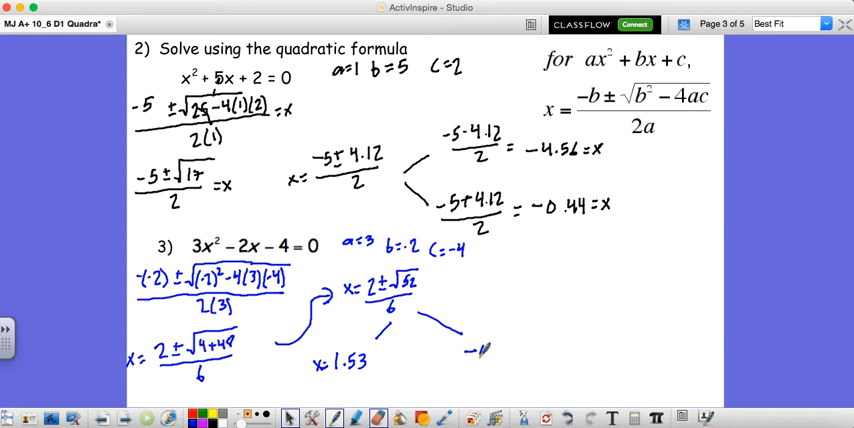 ActivInspire - Studio
MJ A+ 10_6 D1 Quadra*
CLASSFLOW Connect
Page 3 of 5
Best Fit
2) Solve using the quadratic formula
x² + 5x + 2 = 0
a=1 b=5 c=2
for ax² + bx + c,
x = (-b ± √(b² − 4ac)) / 2a
(-5 ± √(25 -4(1)(2))) / 2(1) = x
(-5 ± √17) / 2 = x
x = (-5 ± 4.12) / 2
(-5-4.12) / 2 = -4.56 = x
(-5+4.12) / 2 = -0.44 = x
3) 3x² − 2x − 4 = 0
a=3 b=-2 c=-4
(-(-2) ± √((-2)² -4(3)(-4))) / 2(3)
x = (2 ± √(4+48)) / 6
x = (2 ± √52) / 6
x = 1.53